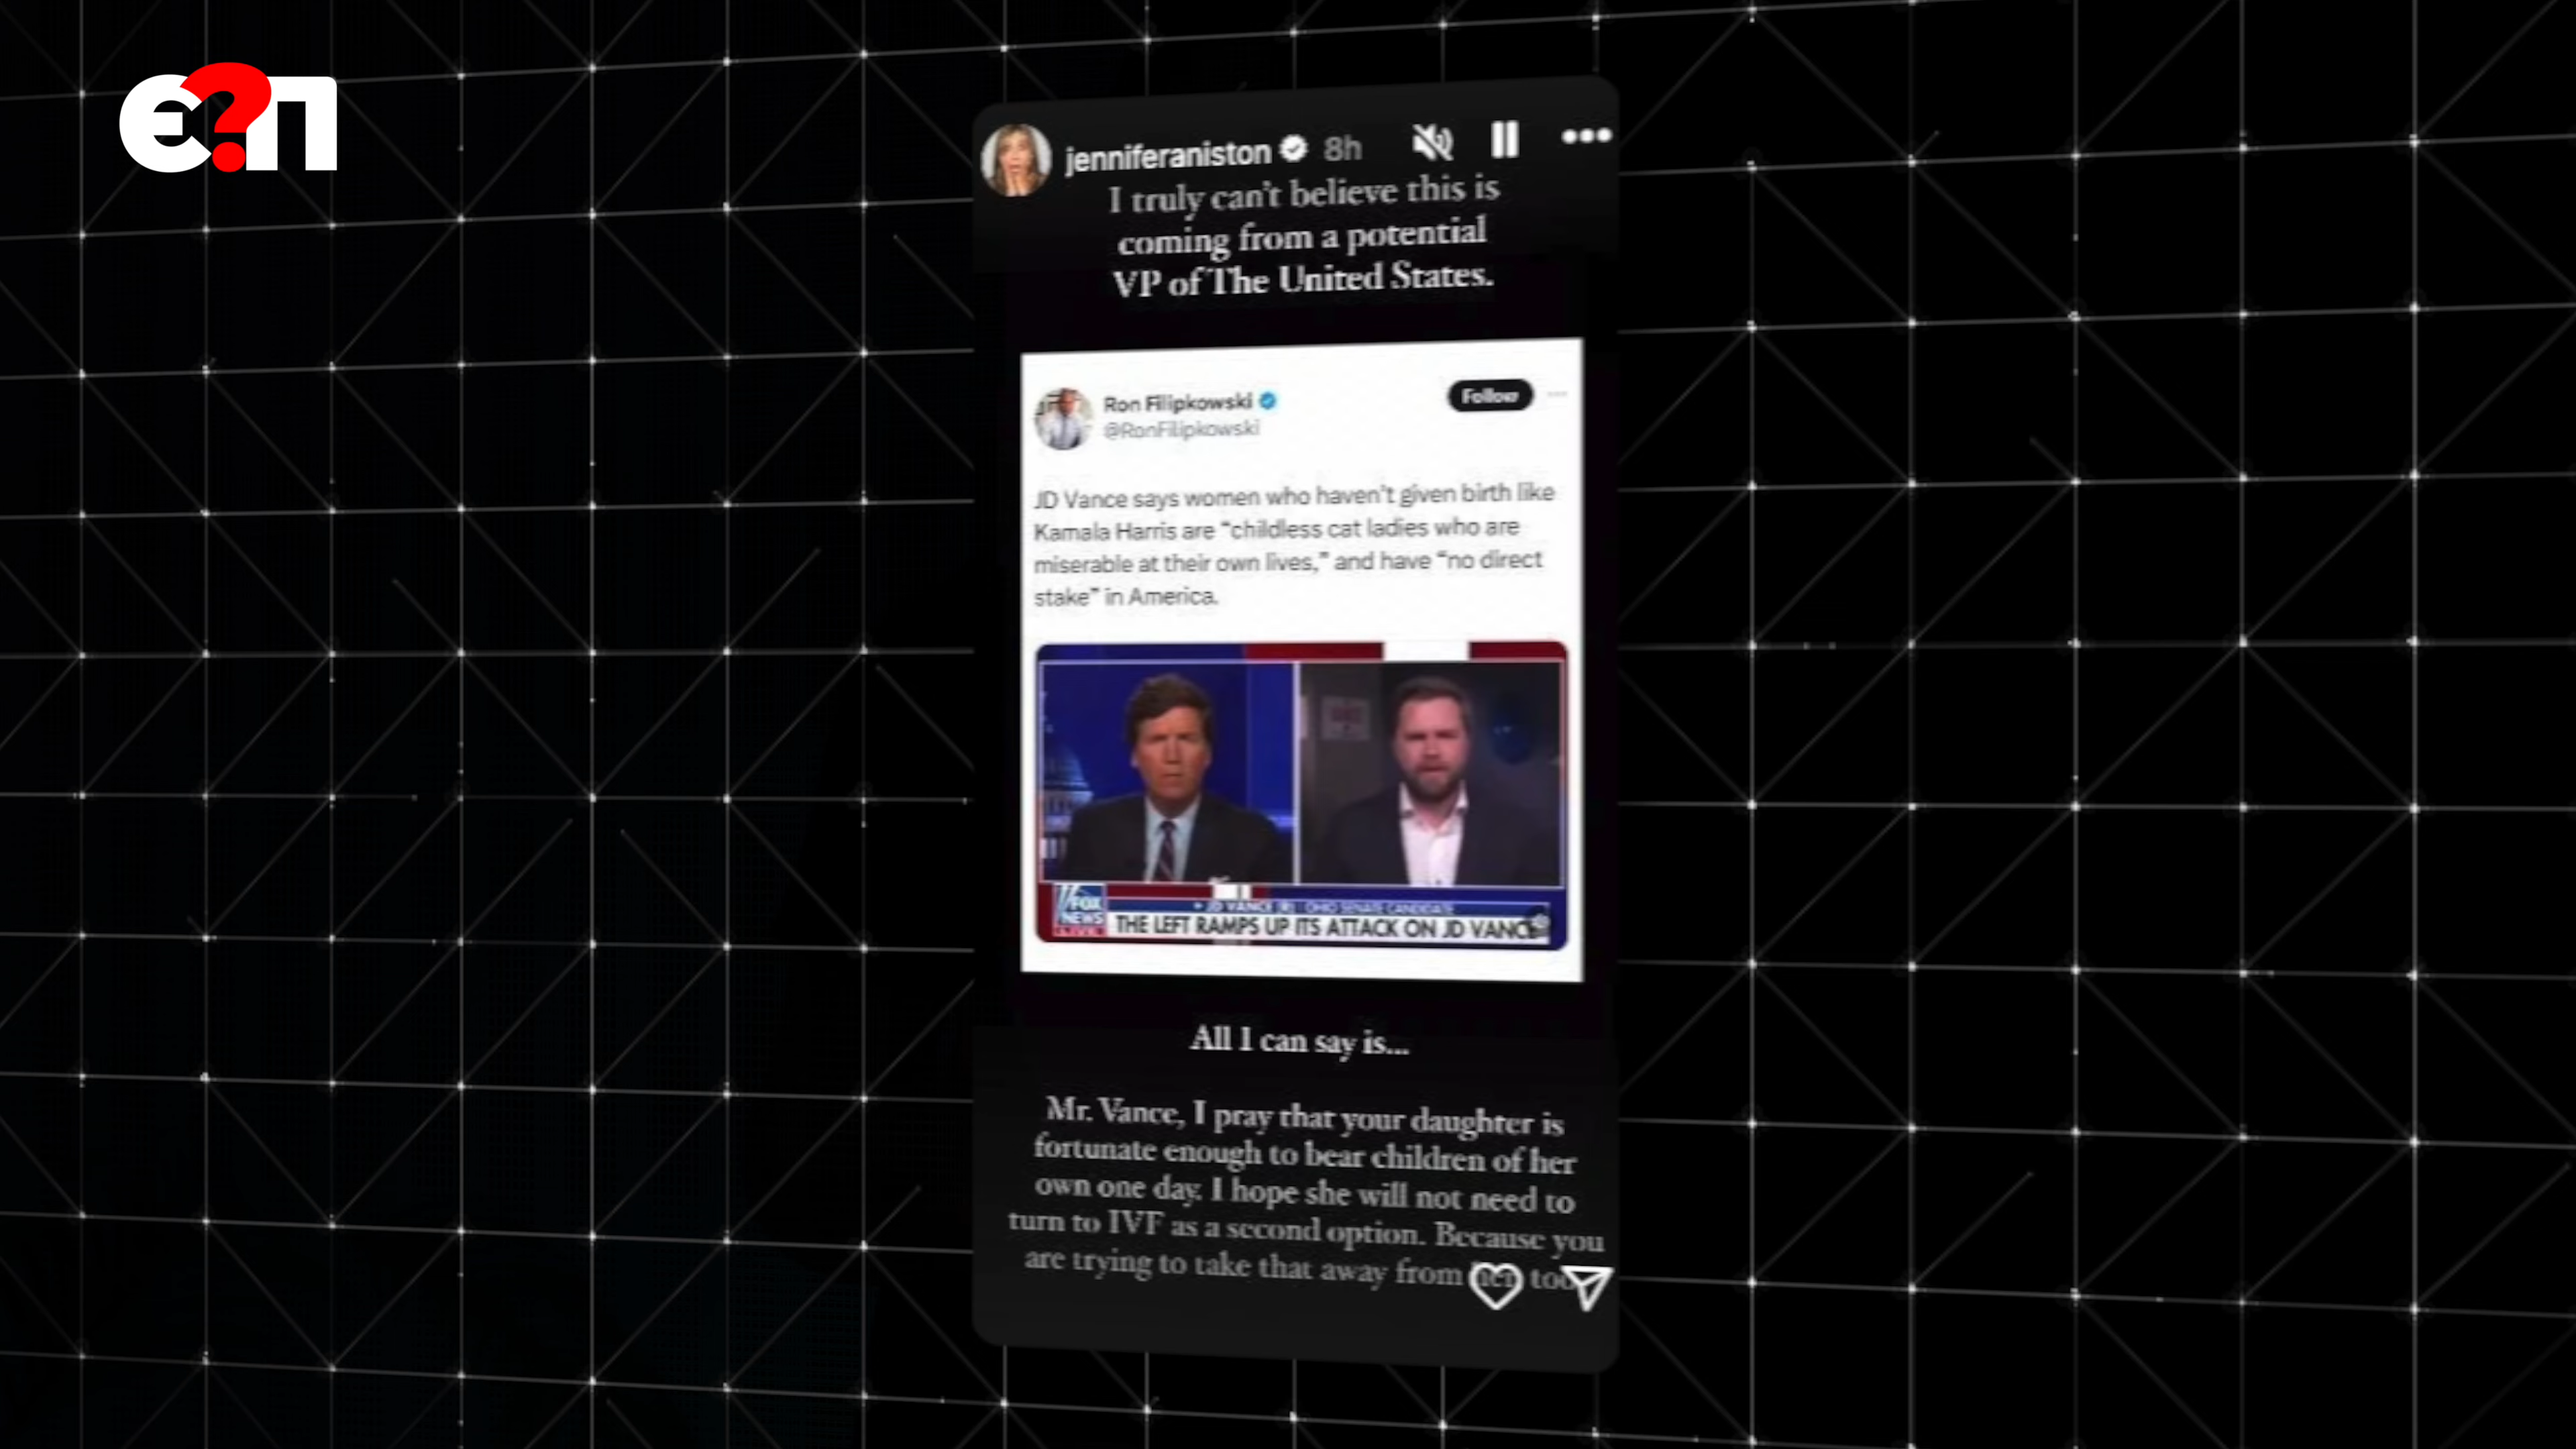 Є?П
jenniferaniston 8h
I truly can't believe this is
coming from a potential
VP of The United States.
Ron Filipkowski
@RonFilipkowski
Follow
JD Vance says women who haven't given birth like
Kamala Harris are “childless cat ladies who are
miserable at their own lives,” and have “no direct
stake” in America.
FOX
NEWS
JD VANCE (R) OHIO SENATE CANDIDATE
THE LEFT RAMPS UP ITS ATTACK ON JD VANCE
All I can say is...
Mr. Vance, I pray that your daughter is
fortunate enough to bear children of her
own one day. I hope she will not need to
turn to IVF as a second option. Because you
are trying to take that away from her, too